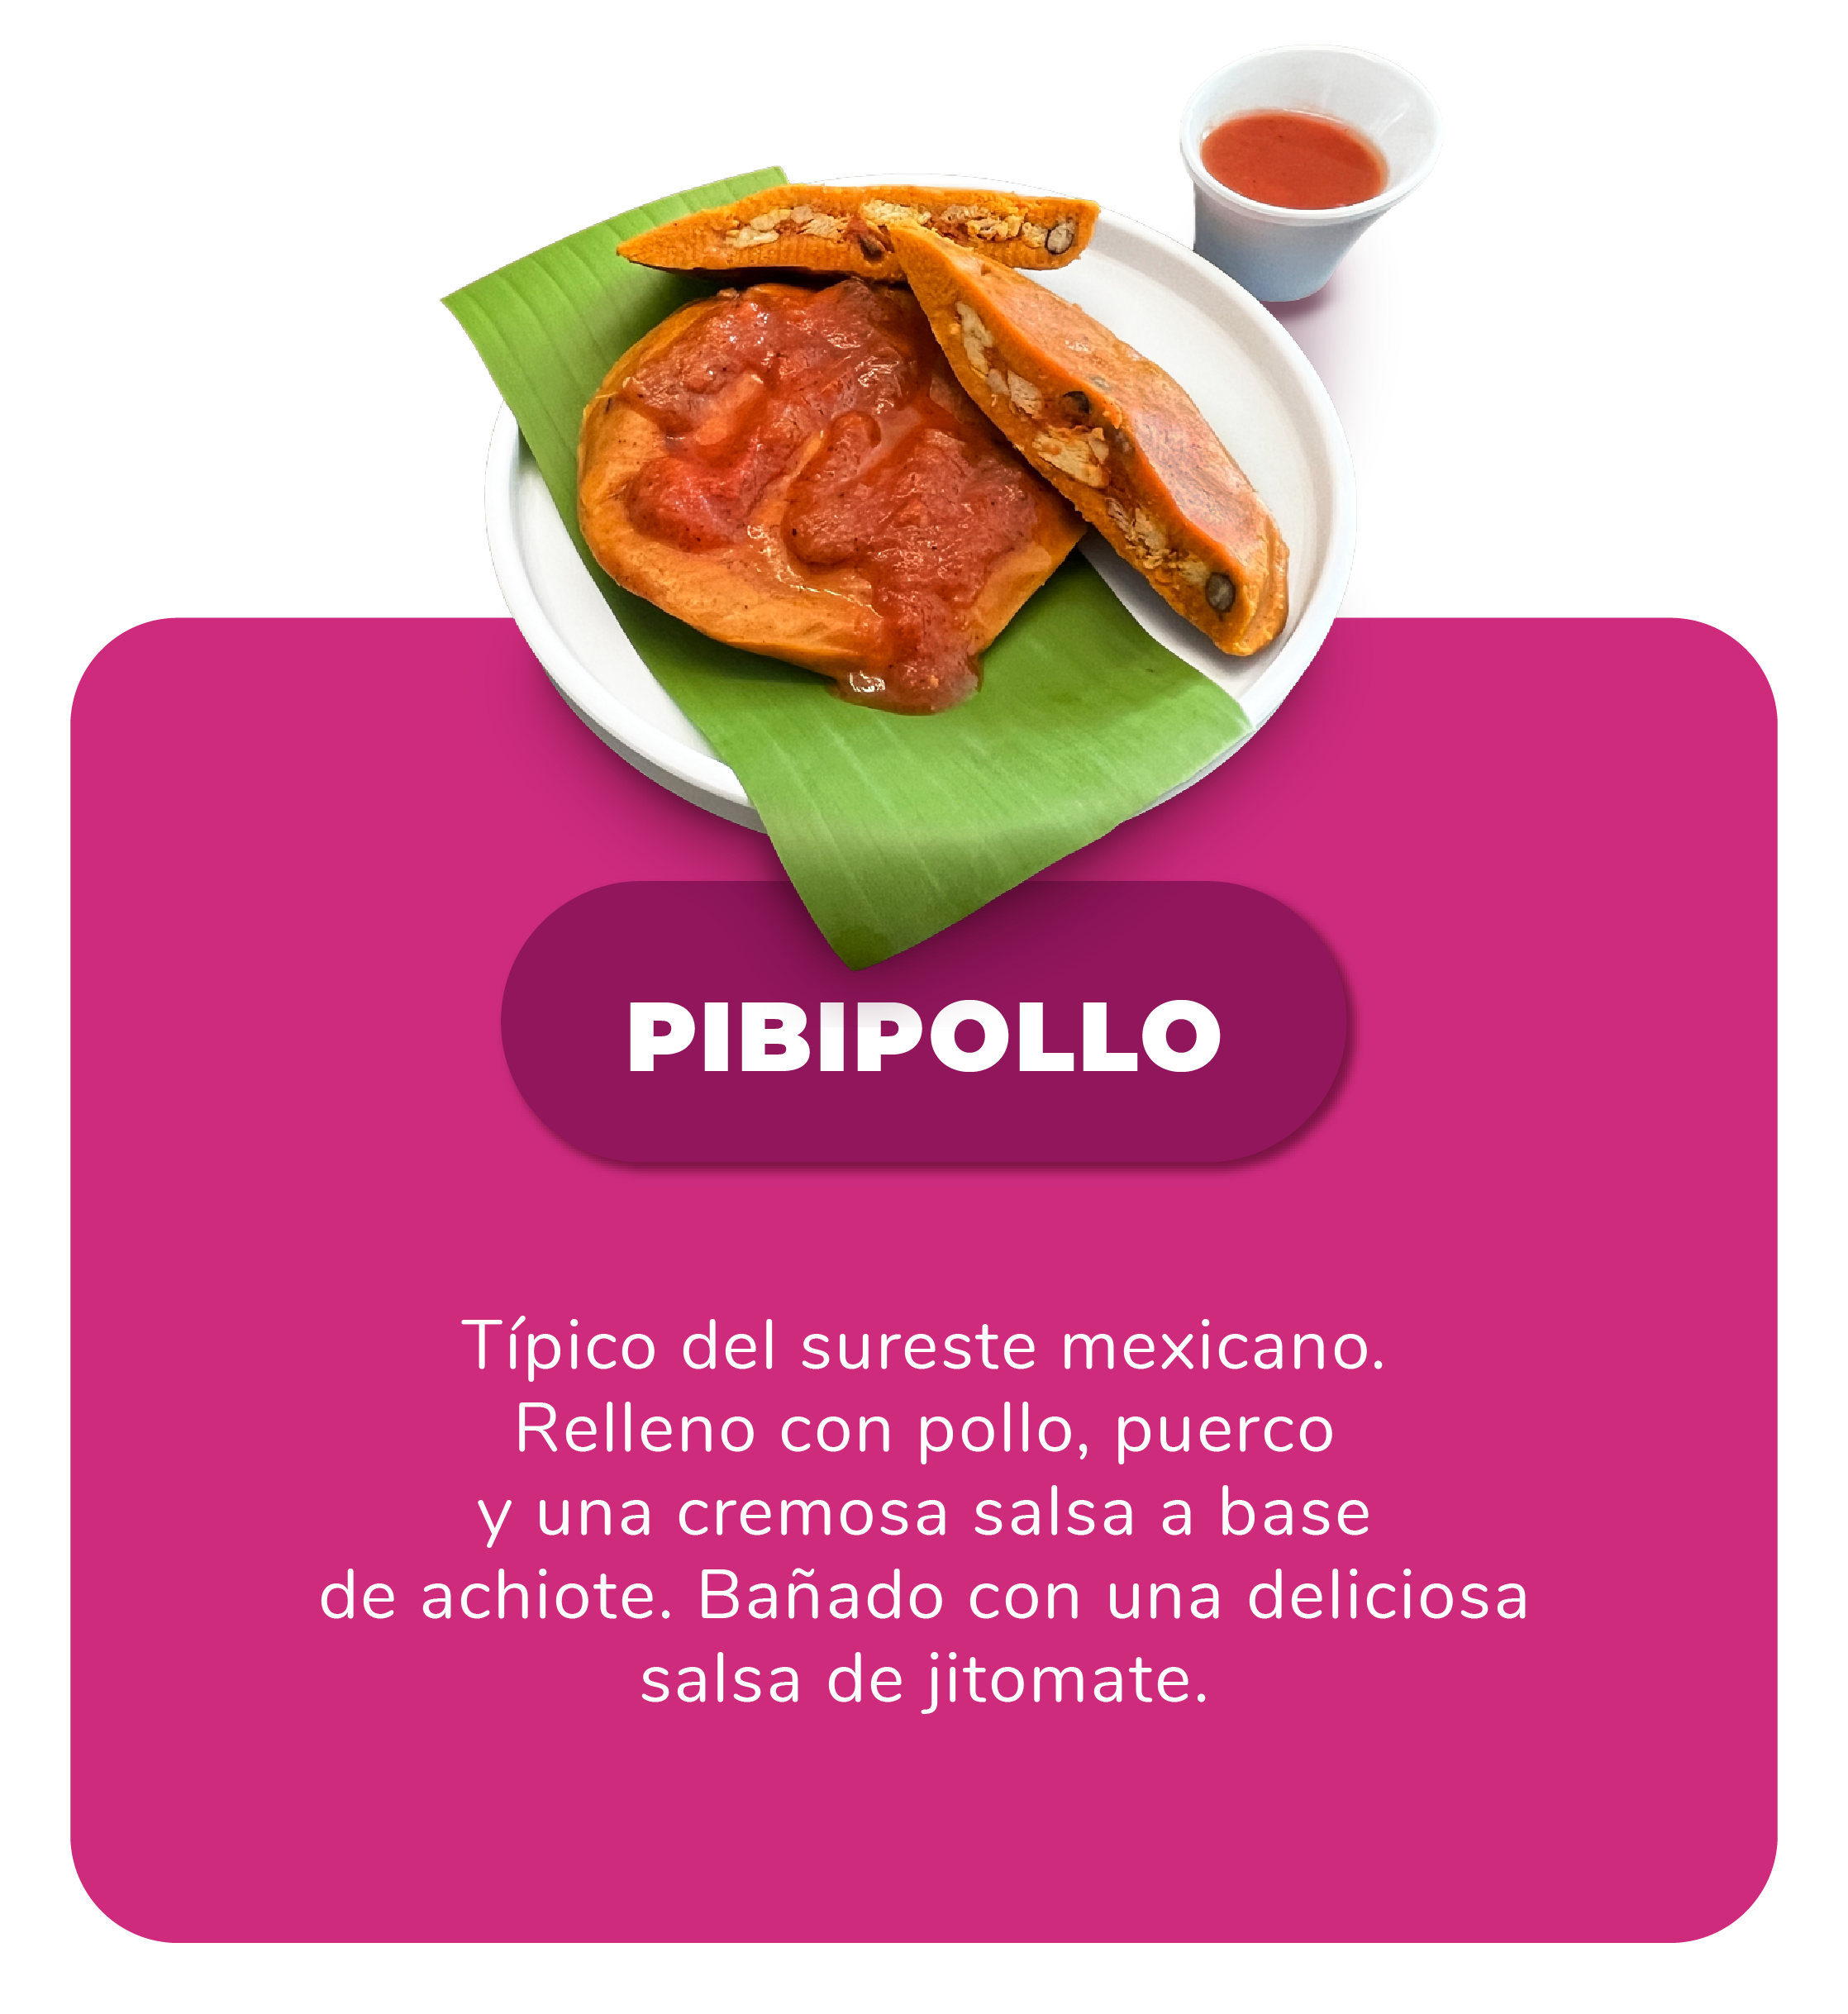 PIBIPOLLO
Típico del sureste mexicano.
Relleno con pollo, puerco
y una cremosa salsa a base
de achiote. Bañado con una deliciosa
salsa de jitomate.